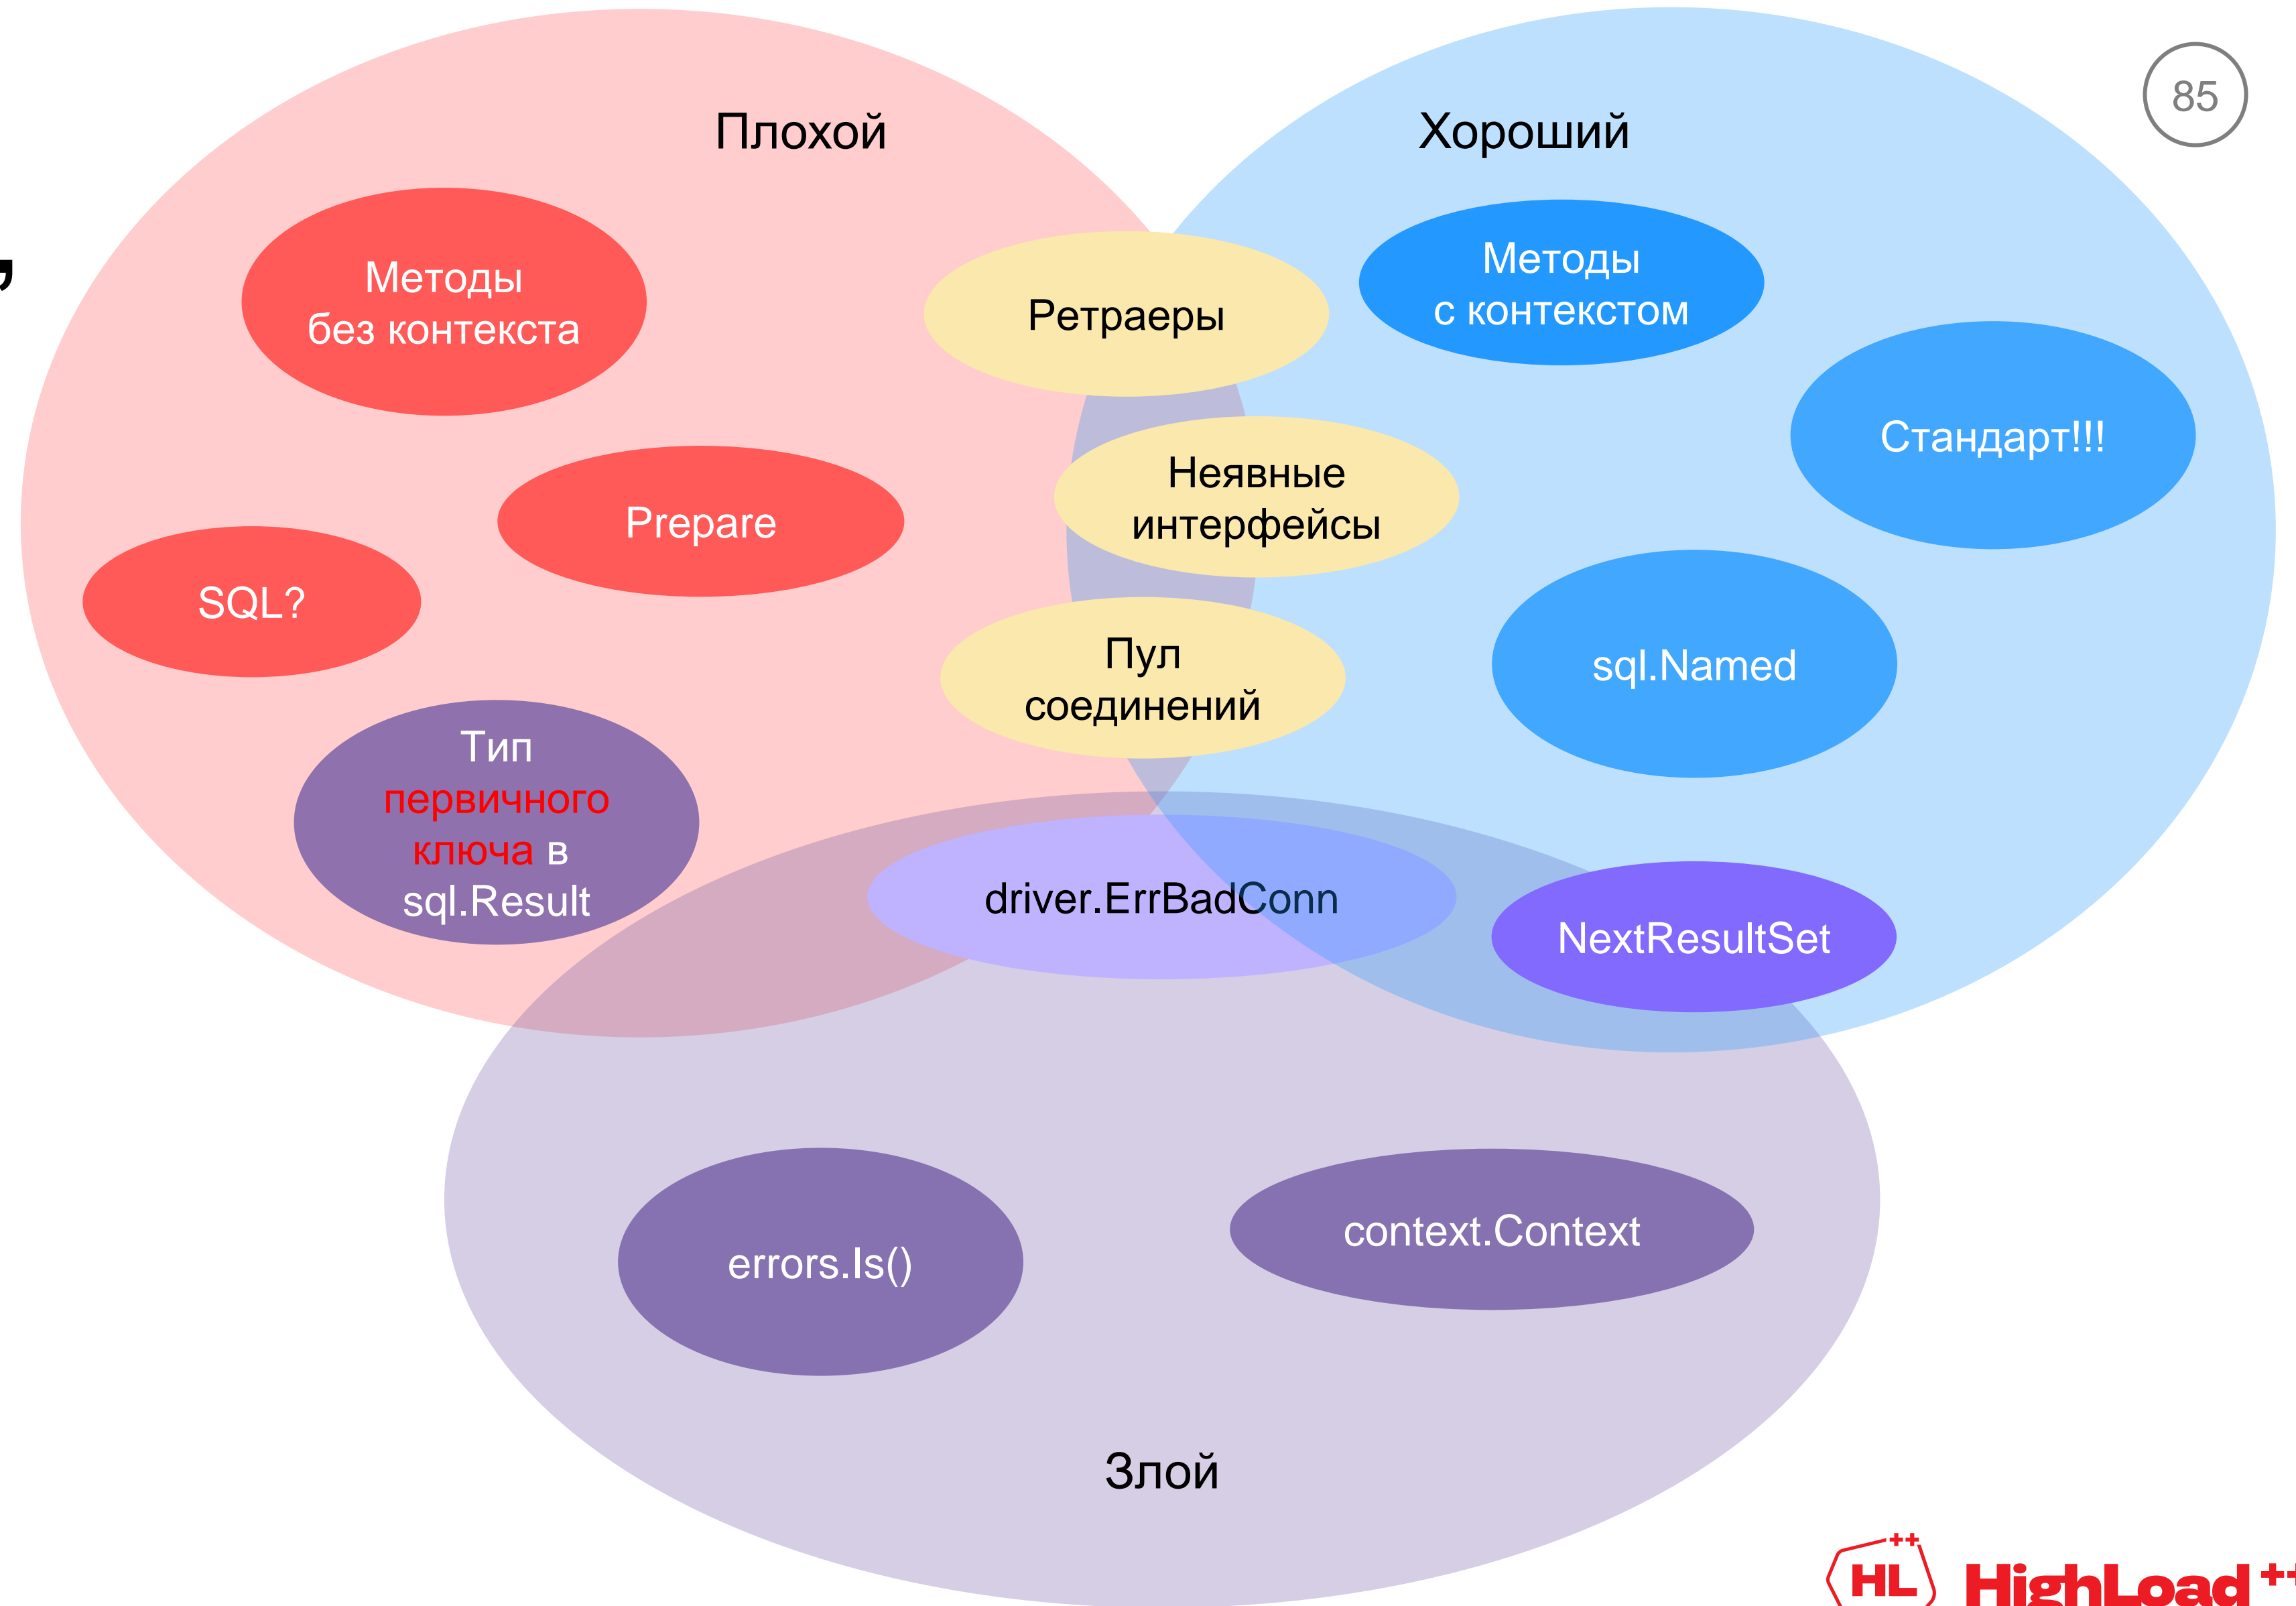 Плохой
Хороший
85
,
Методы
без контекста
Ретраеры
Методы
с контекстом
Стандарт!!!
Неявные
интерфейсы
Prepare
SQL?
Пул
соединений
sql.Named
Тип
первичного
ключа в
sql.Result
driver.ErrBadConn
NextResultSet
errors.Is()
context.Context
Злой
++
HL
HighLoad ++